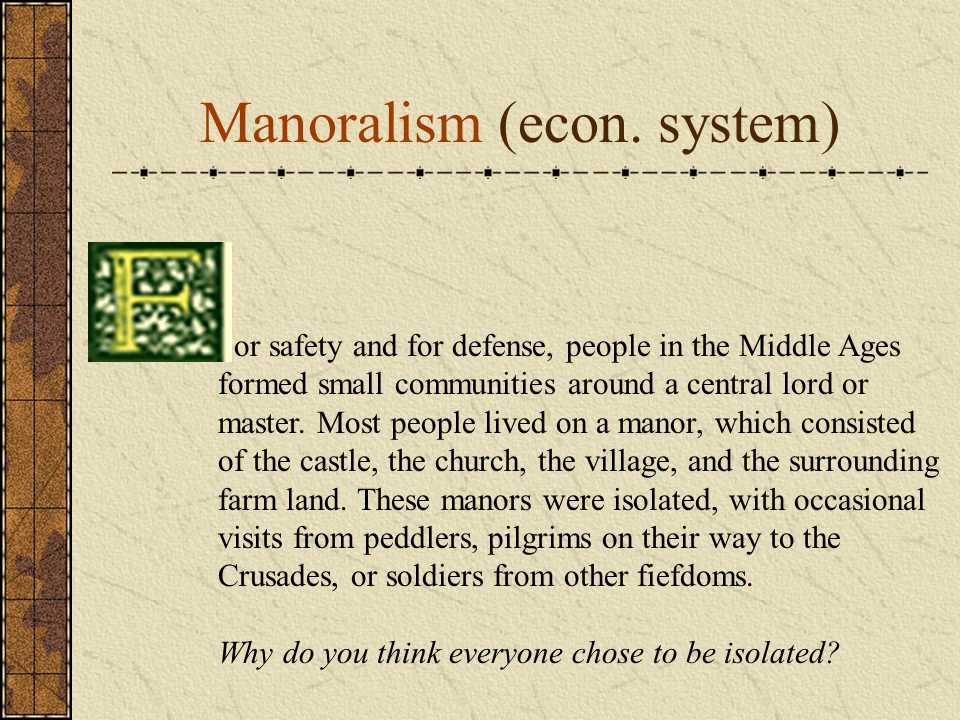 Manoralism (econ. system)
For safety and for defense, people in the Middle Ages
formed small communities around a central lord or
master. Most people lived on a manor, which consisted
of the castle, the church, the village, and the surrounding
farm land. These manors were isolated, with occasional
visits from peddlers, pilgrims on their way to the
Crusades, or soldiers from other fiefdoms.
Why do you think everyone chose to be isolated?